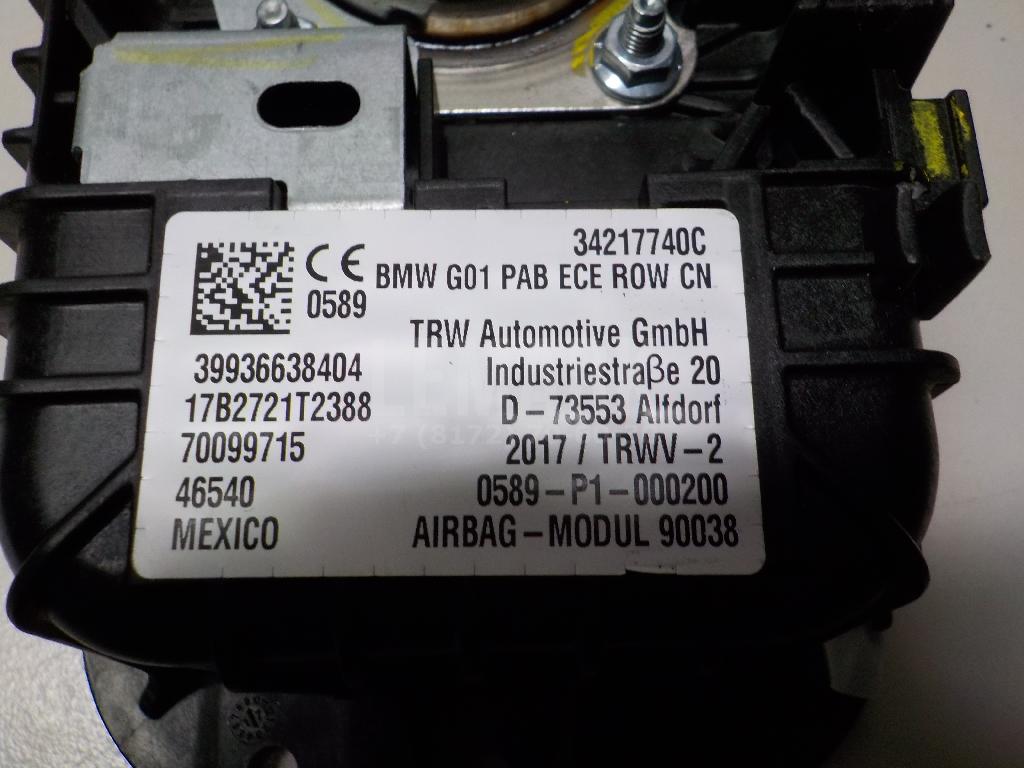 34217740C
CE BMW G01 PAB ECE ROW CN
0589
TRW Automotive GmbH
39936638404 Industriestraße 20
17B2721T2388 D-73553 Alfdorf
70099715 2017 / TRWV-2
46540 0589-P1-000200
MEXICO AIRBAG-MODUL 90038